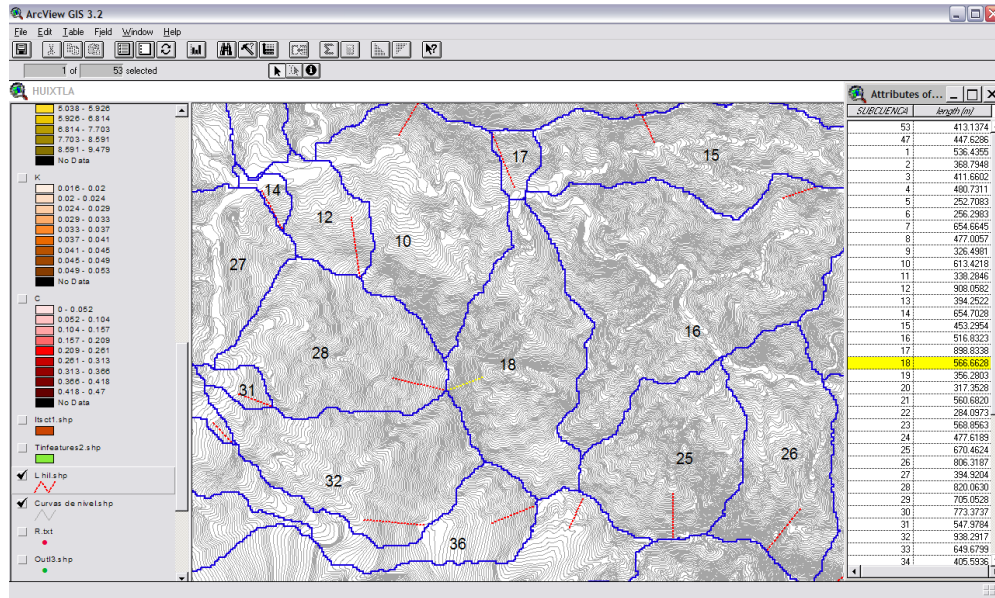 ArcView GIS 3.2
File Edit Table Field Window Help
1 of 53 selected
HUIXTLA
5.038 - 5.926
5.926 - 6.814
6.814 - 7.703
7.703 - 8.591
8.591 - 9.479
No Data
K
0.016 - 0.02
0.02 - 0.024
0.024 - 0.029
0.029 - 0.033
0.033 - 0.037
0.037 - 0.041
0.041 - 0.045
0.045 - 0.049
0.049 - 0.053
No Data
C
0 - 0.052
0.052 - 0.104
0.104 - 0.157
0.157 - 0.209
0.209 - 0.261
0.261 - 0.313
0.313 - 0.366
0.366 - 0.418
0.418 - 0.47
No Data
Itsct1.shp
Tinfeatures2.shp
L hil.shp
Curvas de nivel.shp
R.txt
Outl3.shp
17
15
14
12
10
27
16
28
18
31
25
26
32
36
Attributes of...
SUBCUENCA length (m)
53 413.1374
47 447.6286
1 536.4355
2 368.7948
3 411.6602
4 480.7311
5 252.7083
6 256.2983
7 654.6645
8 477.0057
9 326.4981
10 613.4218
11 338.2846
12 908.0582
13 394.2522
14 654.7028
15 453.2954
16 516.8323
17 898.8338
18 566.6628
19 356.2803
20 317.3528
21 560.6820
22 284.0973
23 568.8563
24 477.6189
25 670.4624
26 806.3187
27 394.9204
28 820.0630
29 705.0528
30 773.3737
31 547.9784
32 938.2917
33 649.6799
34 405.5936